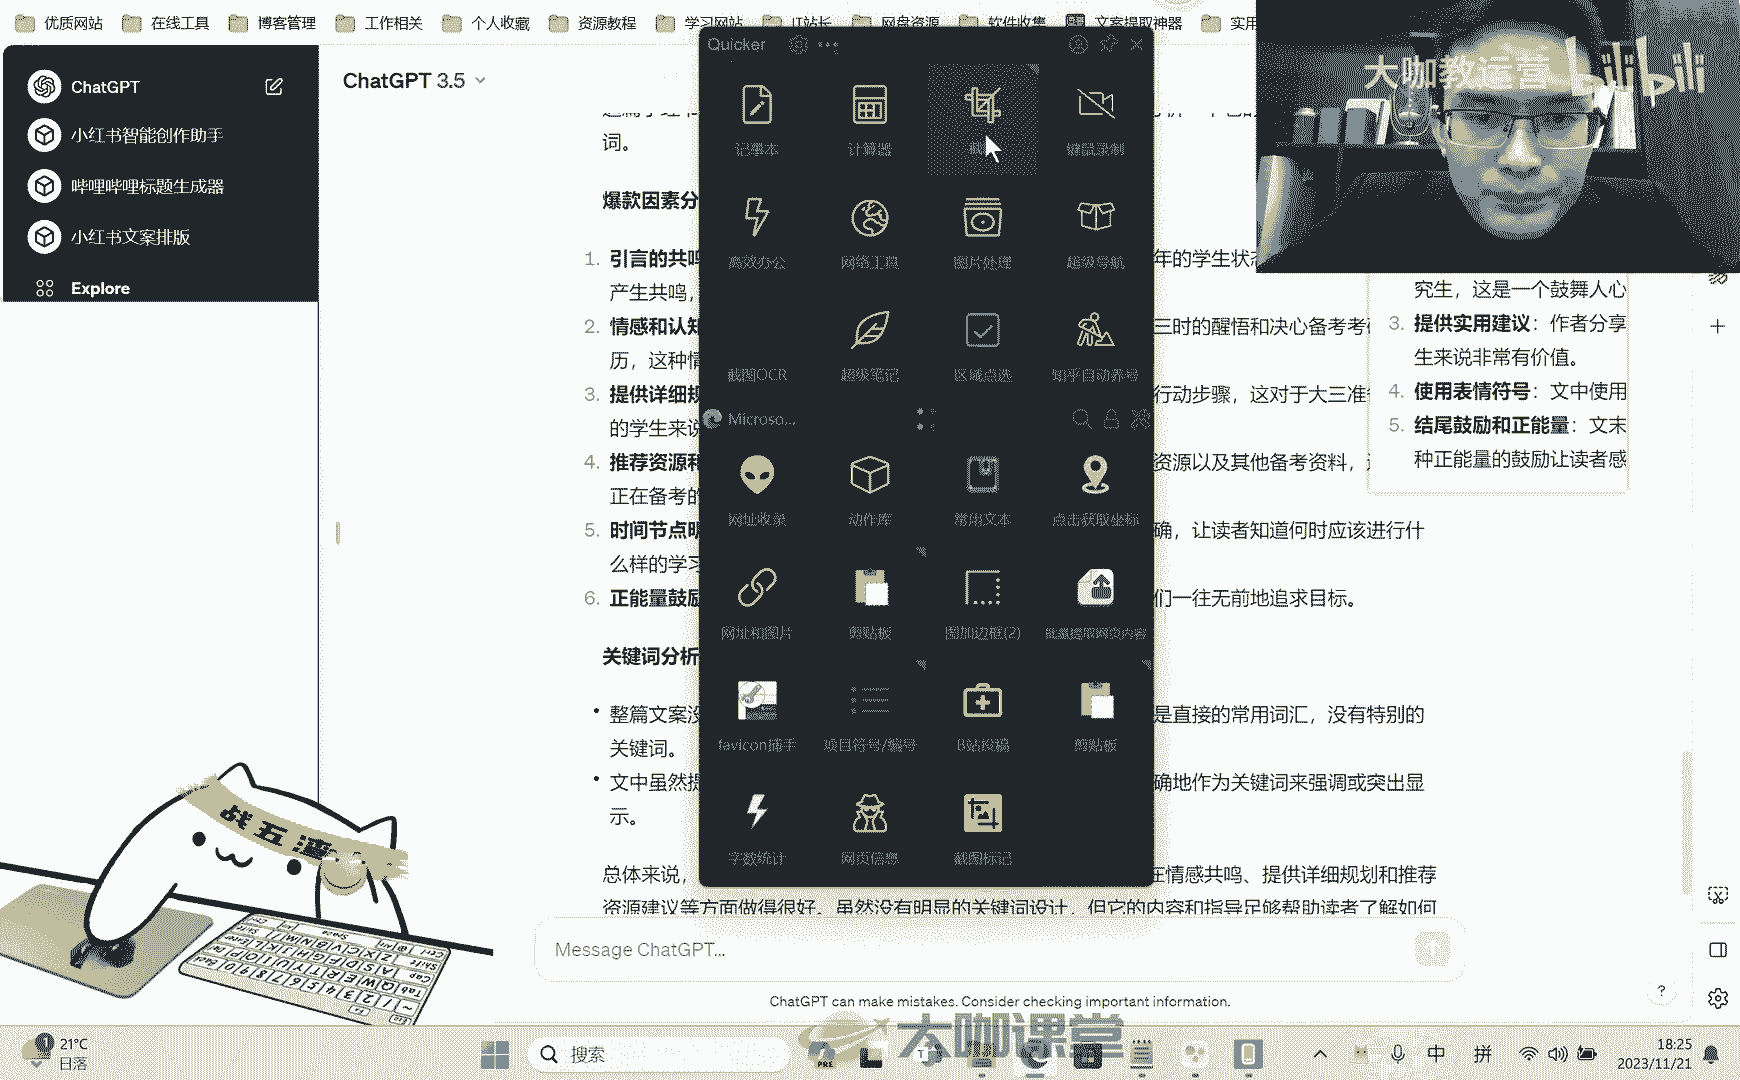 优质网站 在线工具 博客管理 工作相关 个人收藏 资源教程 学习网站 IT站长 网盘资源 软件收集 文案提取神器 实用
ChatGPT
小红书智能创作助手
哔哩哔哩标题生成器
小红书文案排版
Explore
ChatGPT 3.5
词。
爆款因素分
1. 引言的共鸣
年的学生状态
产生共鸣，
2. 情感和认知
三时的醒悟和决心备考考
历，这种情
3. 提供详细规
行动步骤，这对于大三准
的学生来说
4. 推荐资源和
资源以及其他备考资料，
正在备考的
5. 时间节点明
确，让读者知道何时应该进行什
么样的学习
6. 正能量鼓励
们一往无前地追求目标。
关键词分析
整篇文案没
是直接的常用词汇，没有特别的
关键词。
文中虽然提
确地作为关键词来强调或突出显
示。
总体来说，
在情感共鸣、提供详细规划和推荐
资源建议等方面做得很好。虽然没有明显的关键词设计，但它的内容和指导足够帮助读者了解如何
Message ChatGPT...
ChatGPT can make mistakes. Consider checking important information.
Quicker
记事本 计算器 键鼠录制
高效办公 网络工具 图片处理 超级导航
截图OCR 超级笔记 区域点选 知乎自动养号
Microso...
网址收录 动作库 常用文本 点击获取坐标
网址和图片 剪贴板 图加边框(2) 批量提取网页内容
favicon捕手 项目符号/编号 B站投稿 剪贴板
字数统计 网页信息 截图标记
大咖教运营 bilibili
究生，这是一个鼓舞人心
3. 提供实用建议：作者分享
生来说非常有价值。
4. 使用表情符号：文中使用
5. 结尾鼓励和正能量：文末
种正能量的鼓励让读者感
战五渣
大咖课堂
21°C
日落
搜索
PRE
中 拼
18:25
2023/11/21